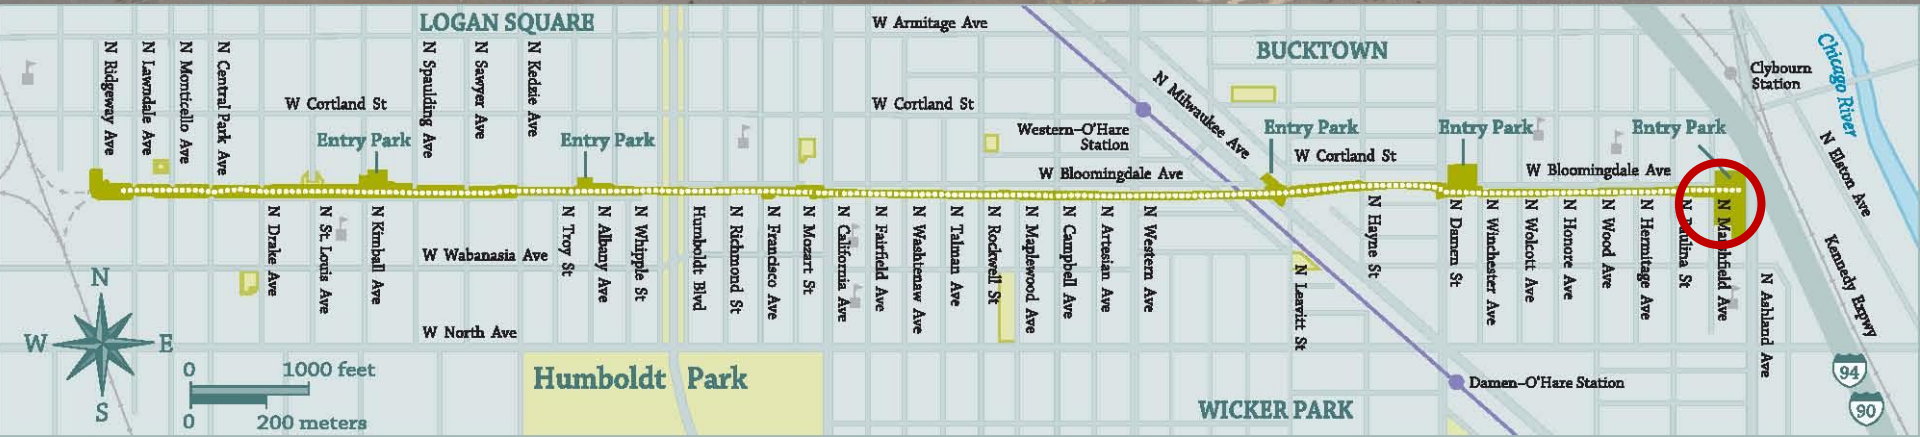 LOGAN SQUARE
W Armitage Ave
BUCKTOWN
Clybourn
Station
Chicago River
N Ridgeway Ave
N Lawndale Ave
N Monticello Ave
N Central Park Ave
N Spaulding Ave
N Sawyer Ave
N Kedzie Ave
W Cortland St
W Cortland St
N Milwaukee Ave
Entry Park
Entry Park
Western–O'Hare
Station
Entry Park
Entry Park
Entry Park
W Cortland St
N Elston Ave
W Bloomingdale Ave
W Bloomingdale Ave
N Drake Ave
N St. Louis Ave
N Kimball Ave
N Troy St
N Albany Ave
N Whipple St
Humboldt Blvd
N Richmond St
N Francisco Ave
N Mozart St
N California Ave
N Fairfield Ave
N Washtenaw Ave
N Talman Ave
N Rockwell St
N Maplewood Ave
N Campbell Ave
N Artesian Ave
N Western Ave
N Leavitt St
N Hoyne St
N Damen St
N Winchester Ave
N Wolcott Ave
N Honore Ave
N Wood Ave
N Hermitage Ave
N Paulina St
N Marshfield Ave
N Ashland Ave
Kennedy Expwy
W Wabanasia Ave
W North Ave
N
W E
S
0 1000 feet
0 200 meters
Humboldt Park
Damen–O'Hare Station
WICKER PARK
94
90